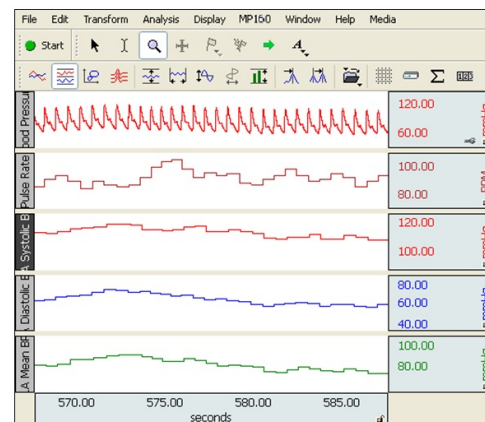 File Edit Transform Analysis Display MP160 Window Help Media
Start
120.00
60.00
ood Pressu
100.00
80.00
Pulse Rate
BPM
120.00
100.00
A Systolic B
80.00
60.00
40.00
Diastolic B
100.00
80.00
A Mean BP
570.00 575.00 580.00 585.00
seconds